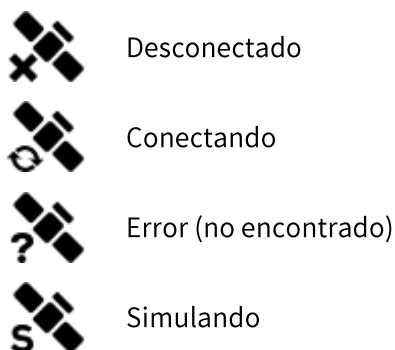 Desconectado
Conectando
? Error (no encontrado)
S Simulando